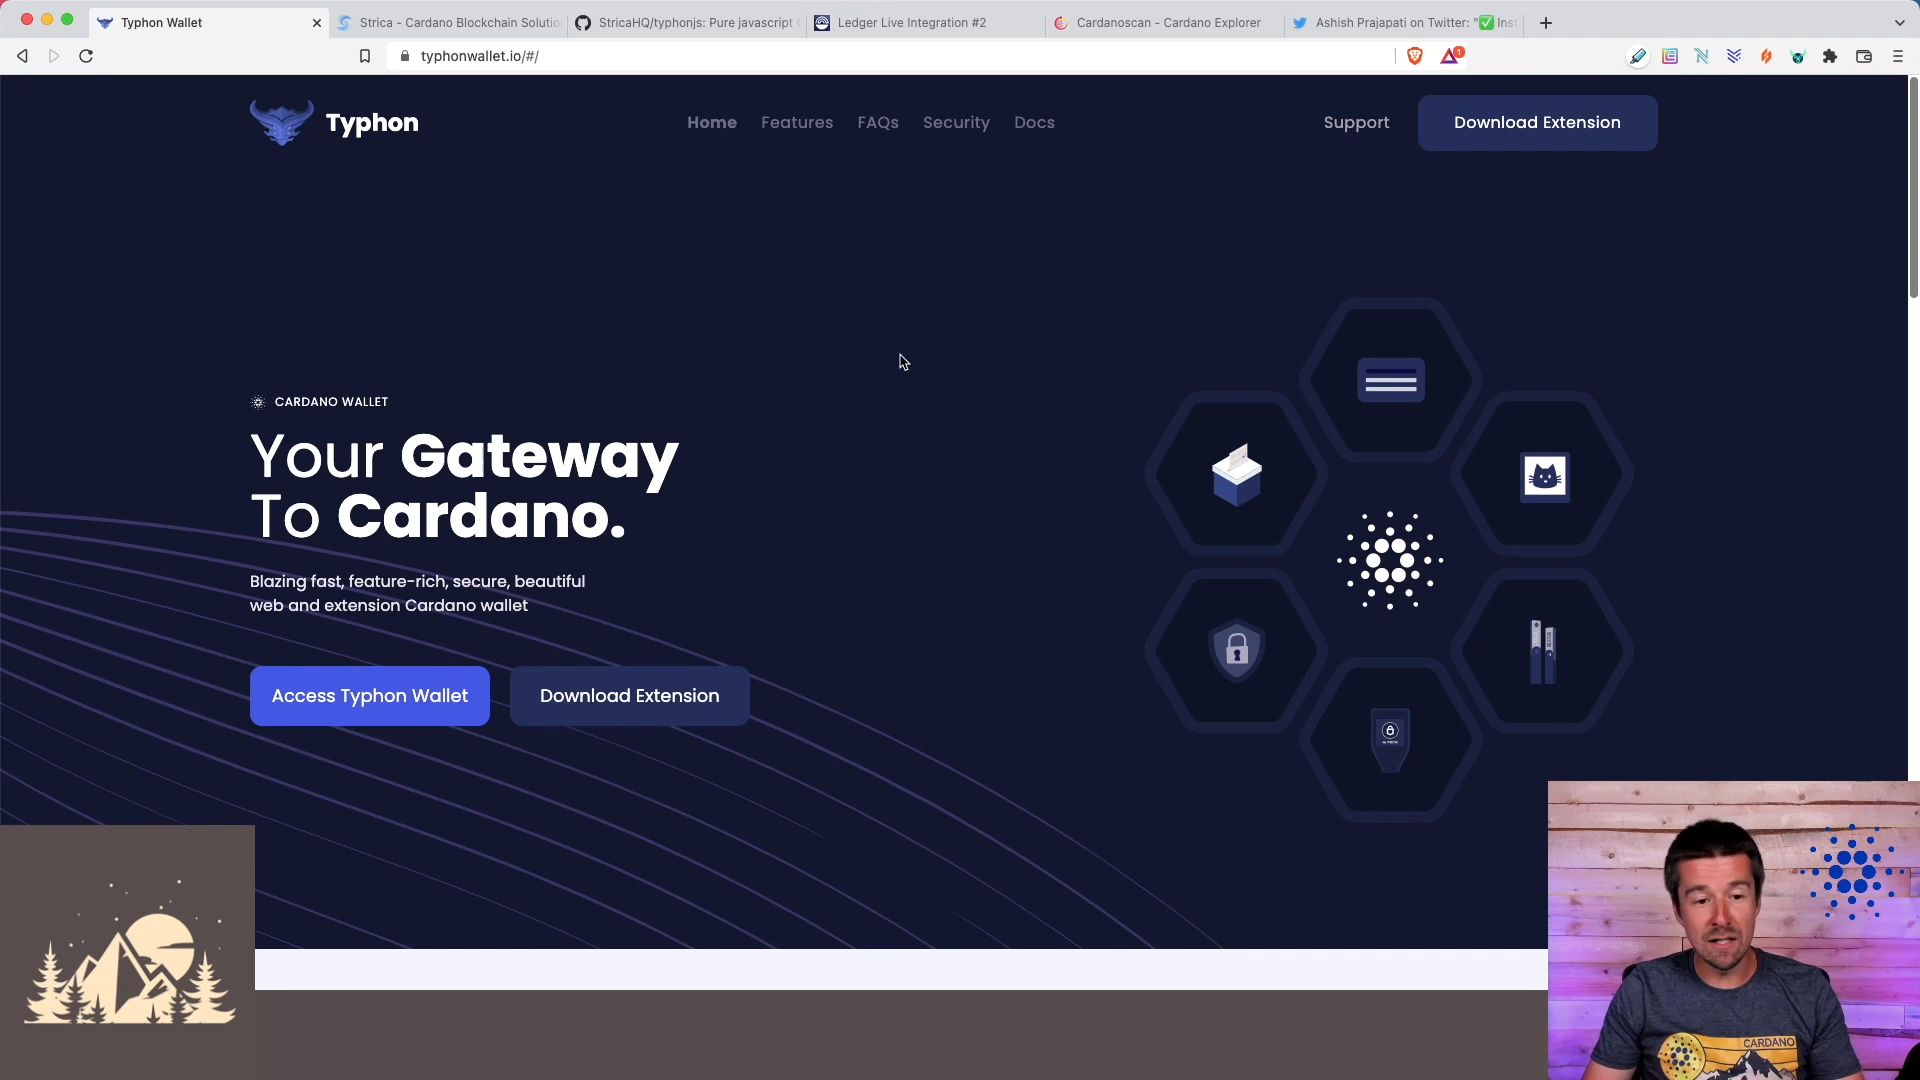 Typhon Wallet
Strica - Cardano Blockchain Solutio
StricaHQ/typhonjs: Pure javascript
Ledger Live Integration #2
Cardanoscan - Cardano Explorer
Ashish Prajapati on Twitter: "✅ Inst
typhonwallet.io/#/
1
Typhon
Home
Features
FAQs
Security
Docs
Support
Download Extension
CARDANO WALLET
Your Gateway
To Cardano.
Blazing fast, feature-rich, secure, beautiful
web and extension Cardano wallet
Access Typhon Wallet
Download Extension
CARDANO